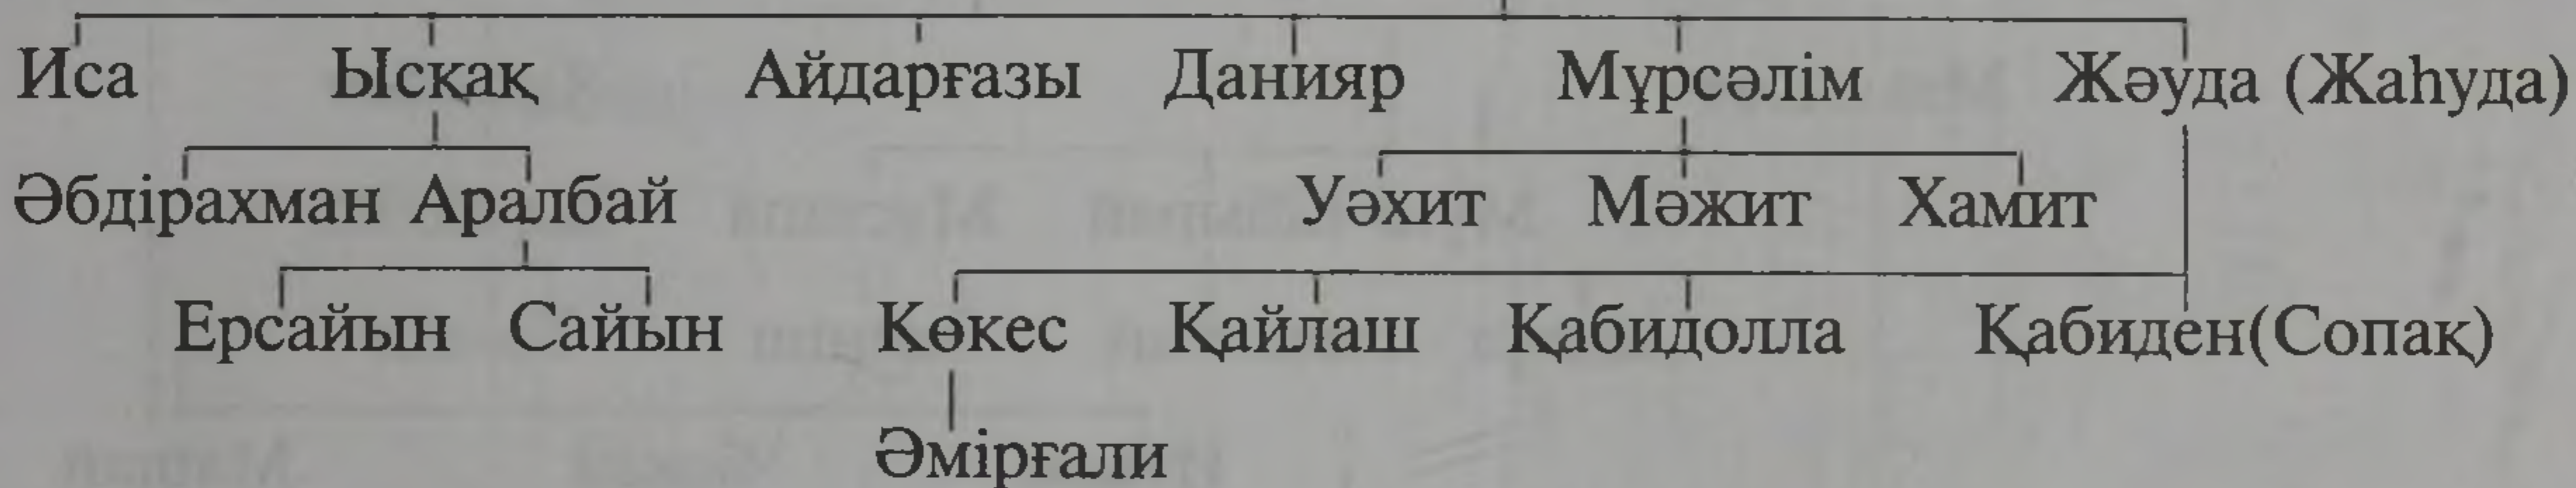 Иса Ысқақ Айдарғазы Данияр Мұрсәлім Жәуда (Жаһуда)
Әбдірахман Аралбай Уәхит Мәжит Хамит
Ерсайын Сайын Көкес Қайлаш Қабидолла Қабиден(Сопақ)
Әмірғали